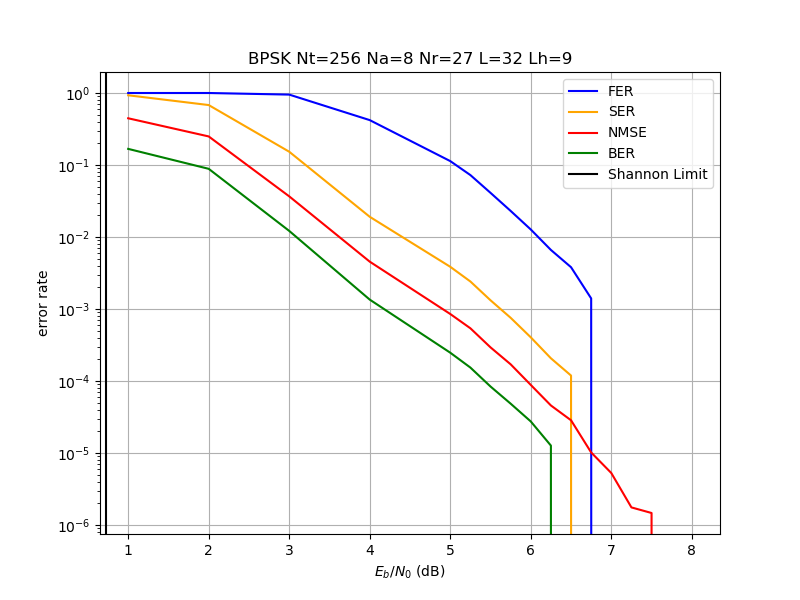 BPSK Nt=256 Na=8 Nr=27 L=32 Lh=9
FER
SER
NMSE
BER
Shannon Limit
error rate
10⁰
10⁻¹
10⁻²
10⁻³
10⁻⁴
10⁻⁵
10⁻⁶
1 2 3 4 5 6 7 8
E_b/N_0 (dB)